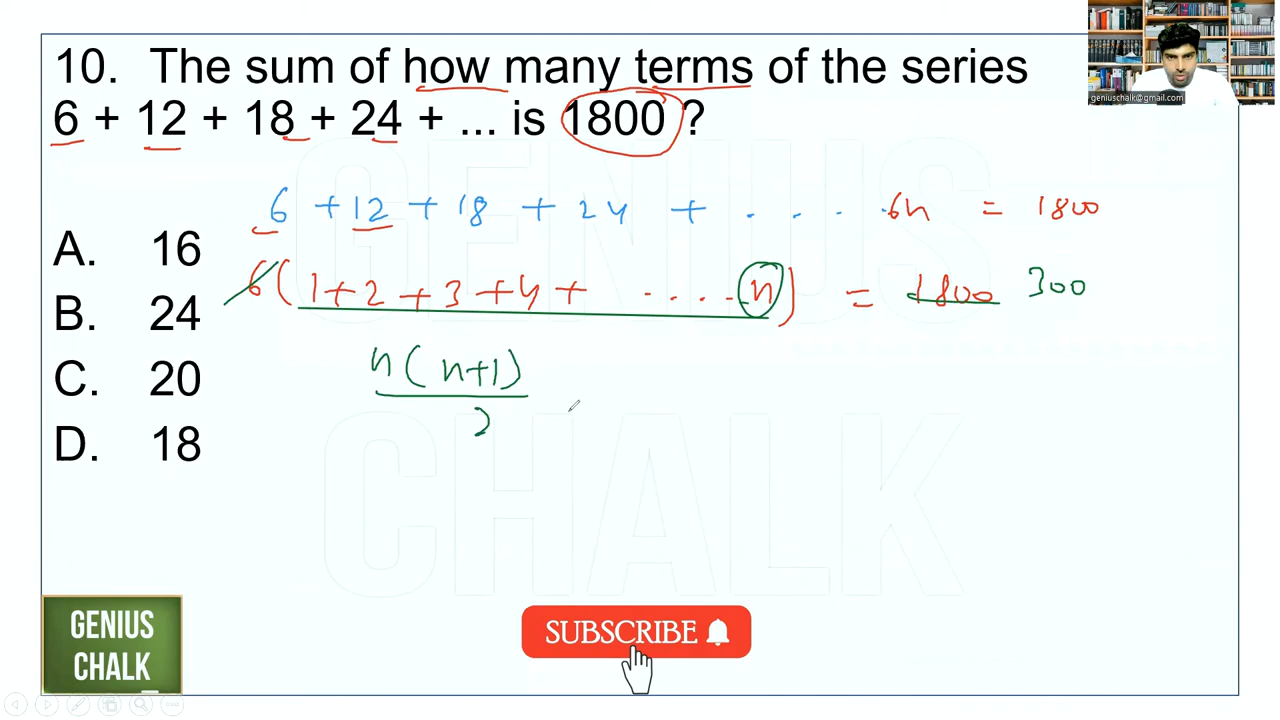 geniuschalk@gmail.com
10. The sum of how many terms of the series
6 + 12 + 18 + 24 + ... is 1800 ?
6 + 12 + 18 + 24 + . . . . 6n = 1800
6(1+2+3+4+ ....n) = 1800 300
n(n+1)
2
A. 16
B. 24
C. 20
D. 18
GENIUS CHALK
GENIUS
CHALK
SUBSCRIBE